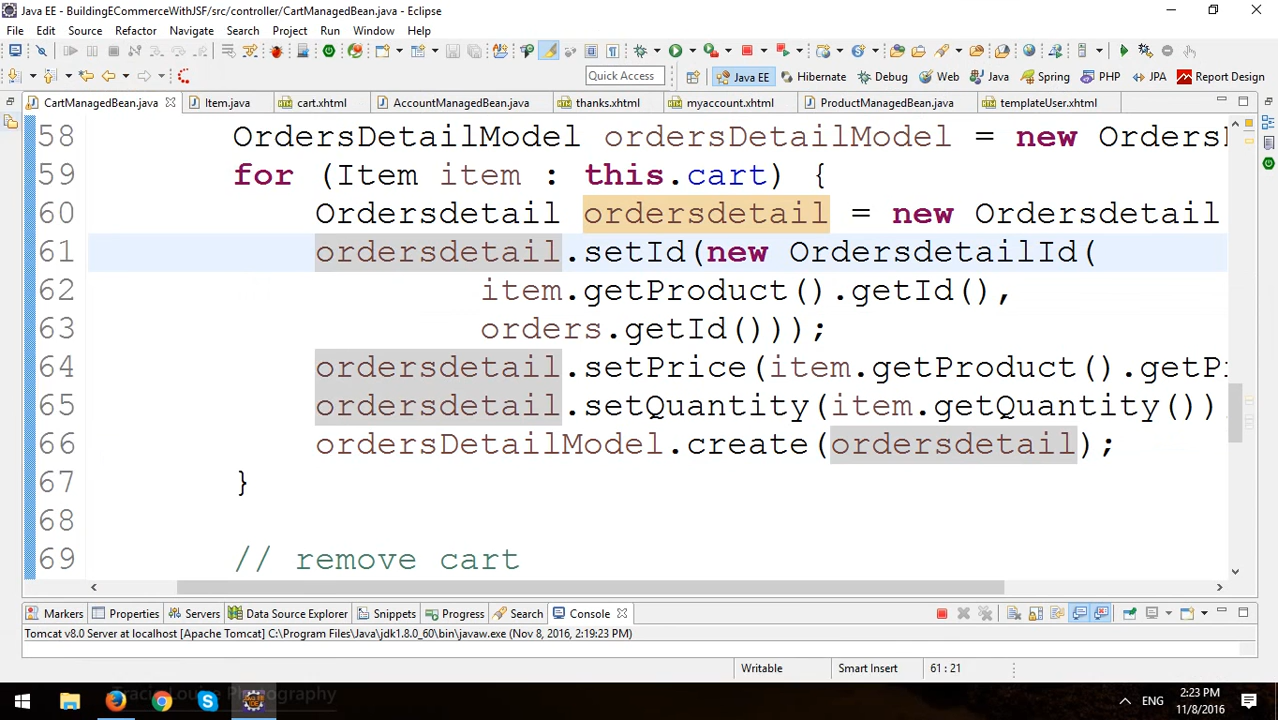 Java EE - BuildingECommerceWithJSF/src/controller/CartManagedBean.java - Eclipse
File Edit Source Refactor Navigate Search Project Run Window Help
Quick Access Java EE Hibernate Debug Web Java Spring PHP JPA Report Design
CartManagedBean.java Item.java cart.xhtml AccountManagedBean.java thanks.xhtml myaccount.xhtml ProductManagedBean.java templateUser.xhtml
58 OrdersDetailModel ordersDetailModel = new OrdersD
59 for (Item item : this.cart) {
60 Ordersdetail ordersdetail = new Ordersdetail
61 ordersdetail.setId(new OrdersdetailId(
62 item.getProduct().getId(),
63 orders.getId()));
64 ordersdetail.setPrice(item.getProduct().getPr
65 ordersdetail.setQuantity(item.getQuantity())
66 ordersDetailModel.create(ordersdetail);
67 }
68
69 // remove cart
Markers Properties Servers Data Source Explorer Snippets Progress Search Console
Tomcat v8.0 Server at localhost [Apache Tomcat] C:\Program Files\Java\jdk1.8.0_60\bin\javaw.exe (Nov 8, 2016, 2:19:23 PM)
Writable Smart Insert 61 : 21
ENG 2:23 PM
11/8/2016